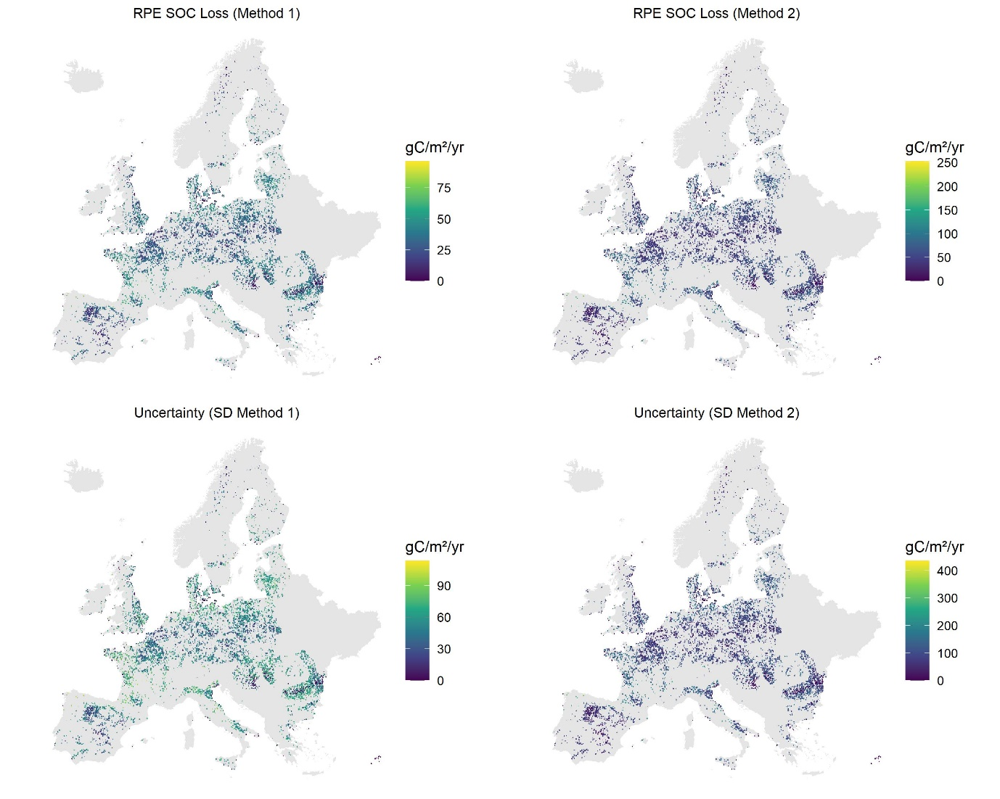 RPE SOC Loss (Method 1)
gC/m²/yr
75
50
25
0
RPE SOC Loss (Method 2)
gC/m²/yr
250
200
150
100
50
0
Uncertainty (SD Method 1)
gC/m²/yr
90
60
30
0
Uncertainty (SD Method 2)
gC/m²/yr
400
300
200
100
0